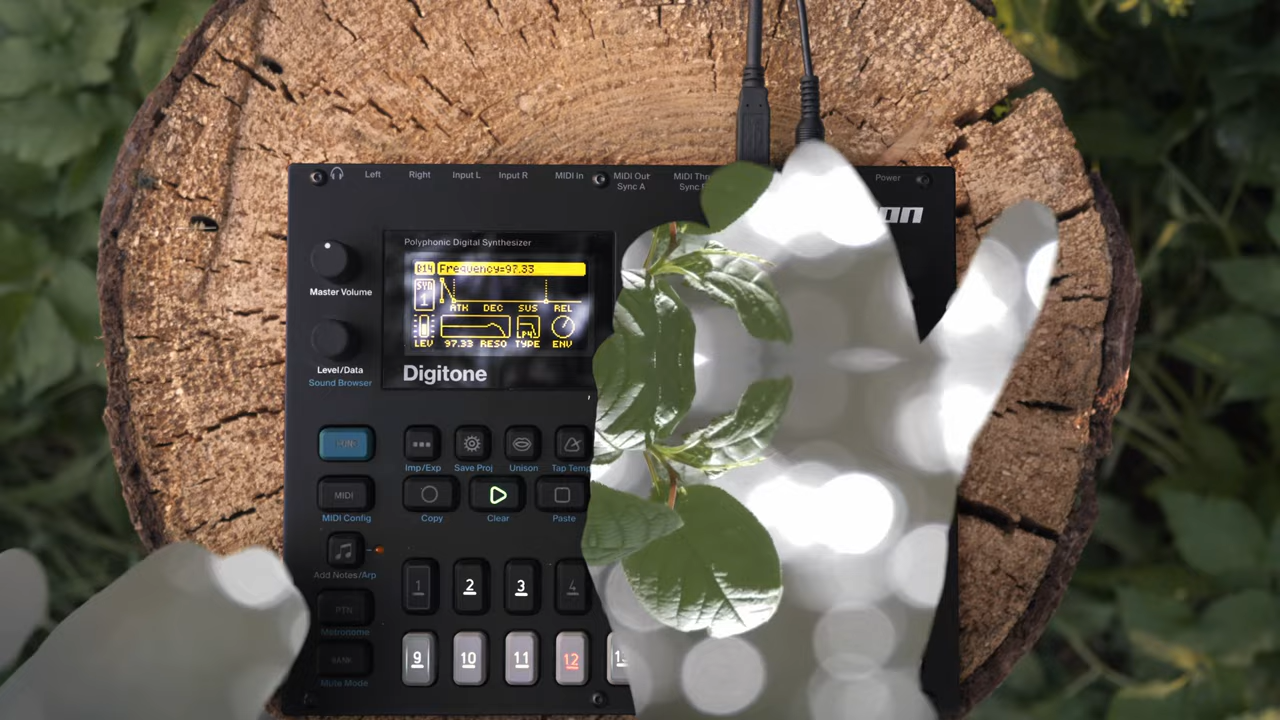 Left Right Input L Input R MIDI In MIDI Out MIDI
Sync A Sync
Power
Polyphonic Digital Synthesizer
B14 Frequency=97.33
SYN
1
ATK DEC SUS REL
LP4
LEV 97.33 RESO TYPE ENV
Digitone
Master Volume
Level/Data
Sound Browser
FUNC
Imp/Exp Save Proj Unison Tap
MIDI
MIDI Config Copy Clear Paste
Add Notes/Arp
1 2 3 4
PTN
Metronome
BANK
9 10 11 12
Mute Mode